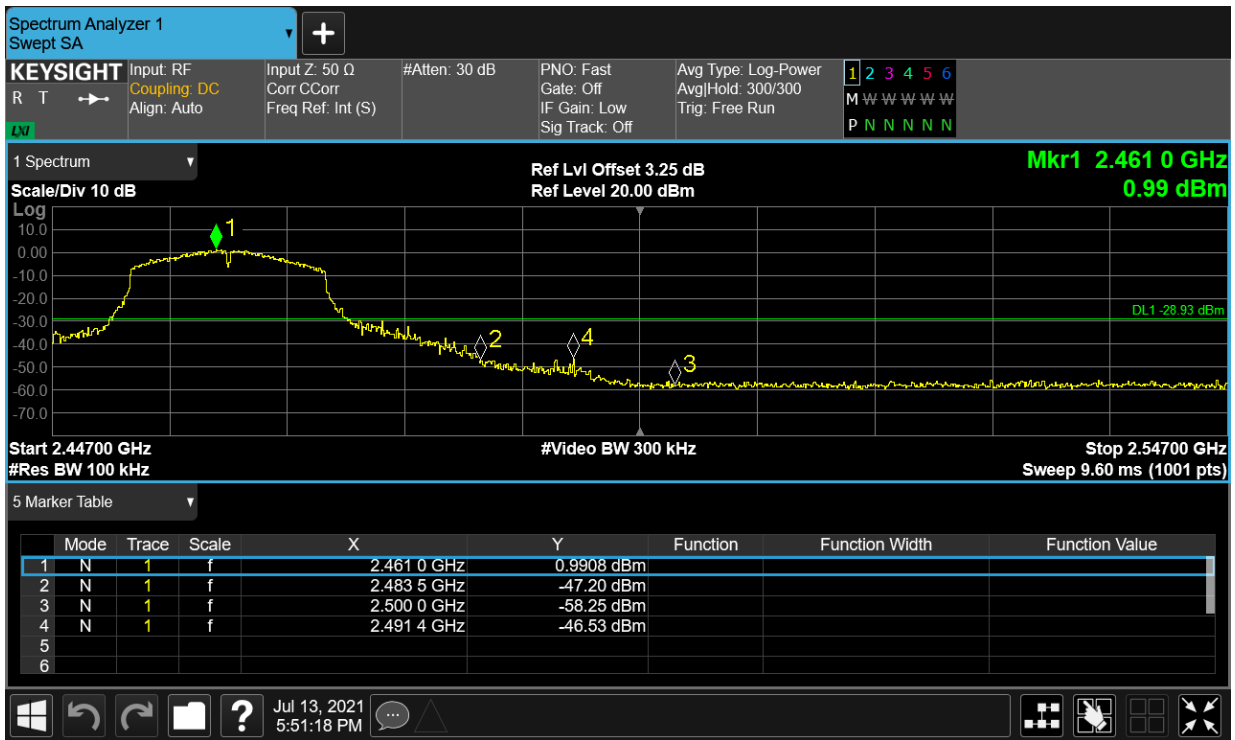 Spectrum Analyzer 1
Swept SA
KEYSIGHT
R T
LXI
Input: RF
Coupling: DC
Align: Auto
Input Z: 50 Ω
Corr CCorr
Freq Ref: Int (S)
#Atten: 30 dB
PNO: Fast
Gate: Off
IF Gain: Low
Sig Track: Off
Avg Type: Log-Power
Avg|Hold: 300/300
Trig: Free Run
1 2 3 4 5 6
M W W W W W
P N N N N N
1 Spectrum
Scale/Div 10 dB
Ref Lvl Offset 3.25 dB
Ref Level 20.00 dBm
Mkr1 2.461 0 GHz
0.99 dBm
Log
10.0
0.00
-10.0
-20.0
-30.0
-40.0
-50.0
-60.0
-70.0
1
2
4
3
DL1 -28.93 dBm
Start 2.44700 GHz
#Res BW 100 kHz
#Video BW 300 kHz
Stop 2.54700 GHz
Sweep 9.60 ms (1001 pts)
5 Marker Table
Mode Trace Scale X Y Function Function Width Function Value
1 N 1 f 2.461 0 GHz 0.9908 dBm
2 N 1 f 2.483 5 GHz -47.20 dBm
3 N 1 f 2.500 0 GHz -58.25 dBm
4 N 1 f 2.491 4 GHz -46.53 dBm
5
6
?
Jul 13, 2021
5:51:18 PM